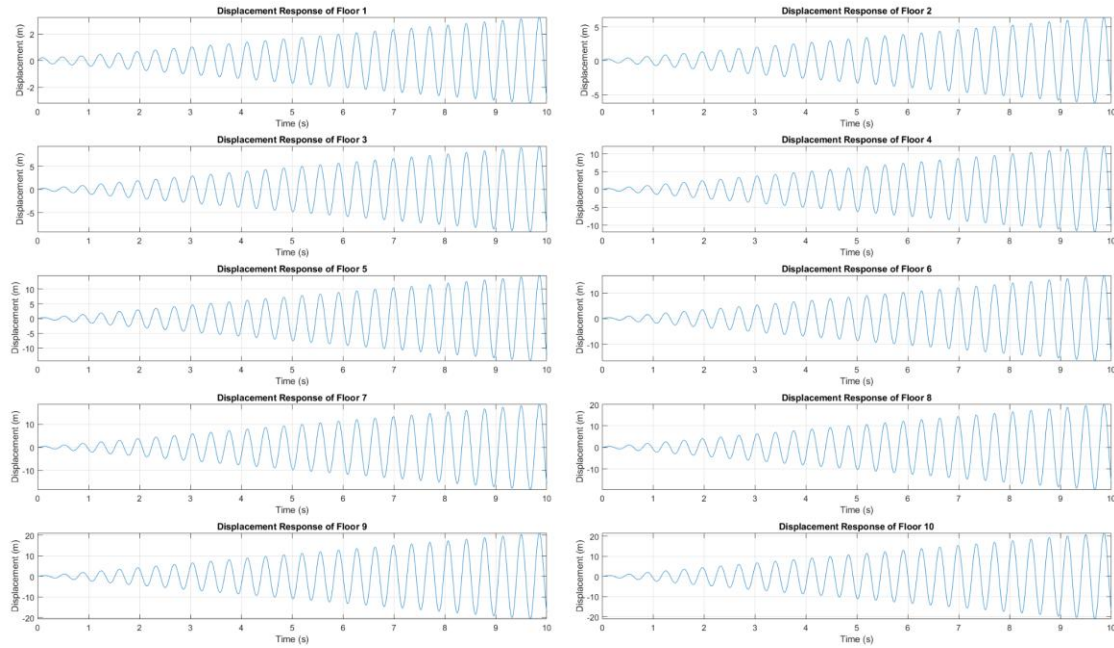 Displacement Response of Floor 1
Displacement (m)
2
0
-2
0 1 2 3 4 5 6 7 8 9 10
Time (s)
Displacement Response of Floor 2
Displacement (m)
5
0
-5
0 1 2 3 4 5 6 7 8 9 10
Time (s)
Displacement Response of Floor 3
Displacement (m)
5
0
-5
0 1 2 3 4 5 6 7 8 9 10
Time (s)
Displacement Response of Floor 4
Displacement (m)
10
5
0
-5
-10
0 1 2 3 4 5 6 7 8 9 10
Time (s)
Displacement Response of Floor 5
Displacement (m)
10
5
0
-5
-10
0 1 2 3 4 5 6 7 8 9 10
Time (s)
Displacement Response of Floor 6
Displacement (m)
10
0
-10
0 1 2 3 4 5 6 7 8 9 10
Time (s)
Displacement Response of Floor 7
Displacement (m)
10
0
-10
0 1 2 3 4 5 6 7 8 9 10
Time (s)
Displacement Response of Floor 8
Displacement (m)
20
10
0
-10
0 1 2 3 4 5 6 7 8 9 10
Time (s)
Displacement Response of Floor 9
Displacement (m)
20
10
0
-10
-20
0 1 2 3 4 5 6 7 8 9 10
Time (s)
Displacement Response of Floor 10
Displacement (m)
20
10
0
-10
-20
0 1 2 3 4 5 6 7 8 9 10
Time (s)